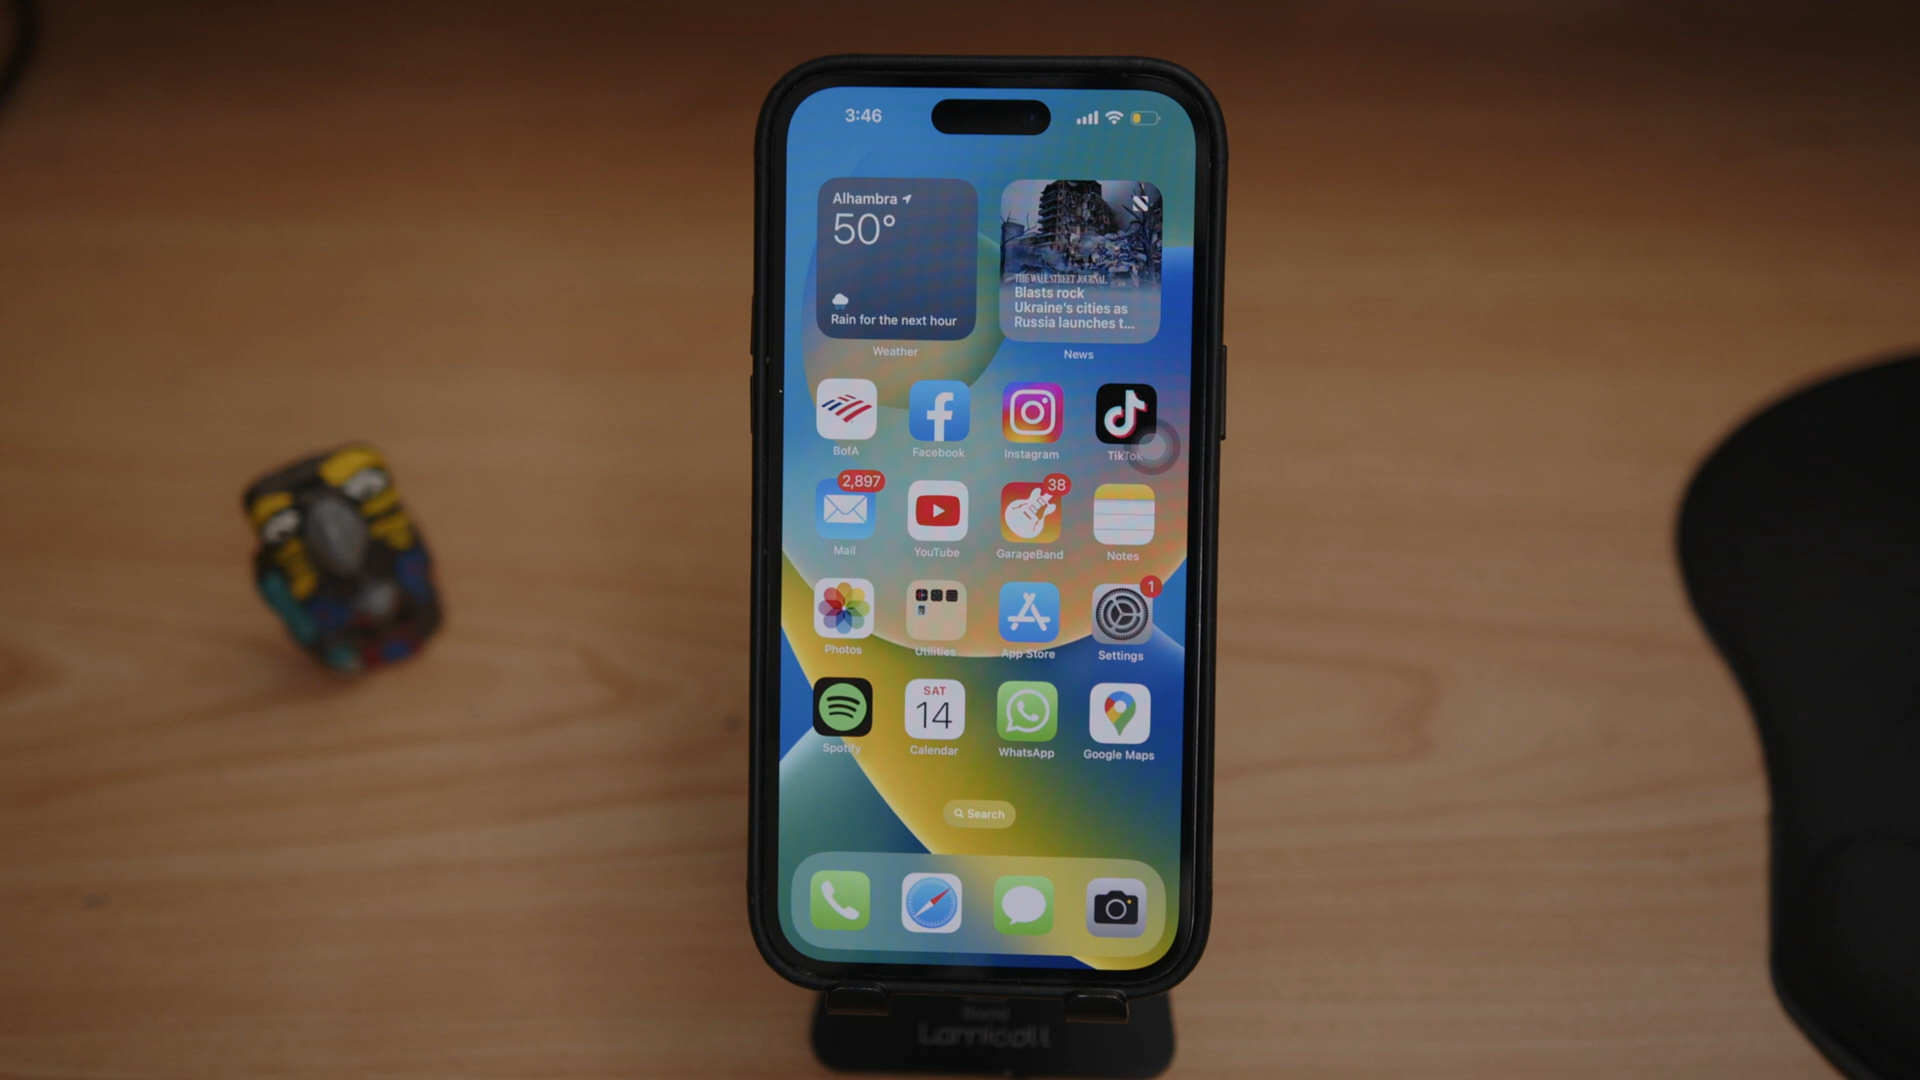 3:46
Alhambra
50°
Rain for the next hour
Weather
THE WALL STREET JOURNAL.
Blasts rock
Ukraine's cities as
Russia launches t...
News
BofA
Facebook
Instagram
TikTok
2,897
38
Mail
YouTube
GarageBand
Notes
1
Photos
Utilities
App Store
Settings
SAT
14
Spotify
Calendar
WhatsApp
Google Maps
Search
Lamicall